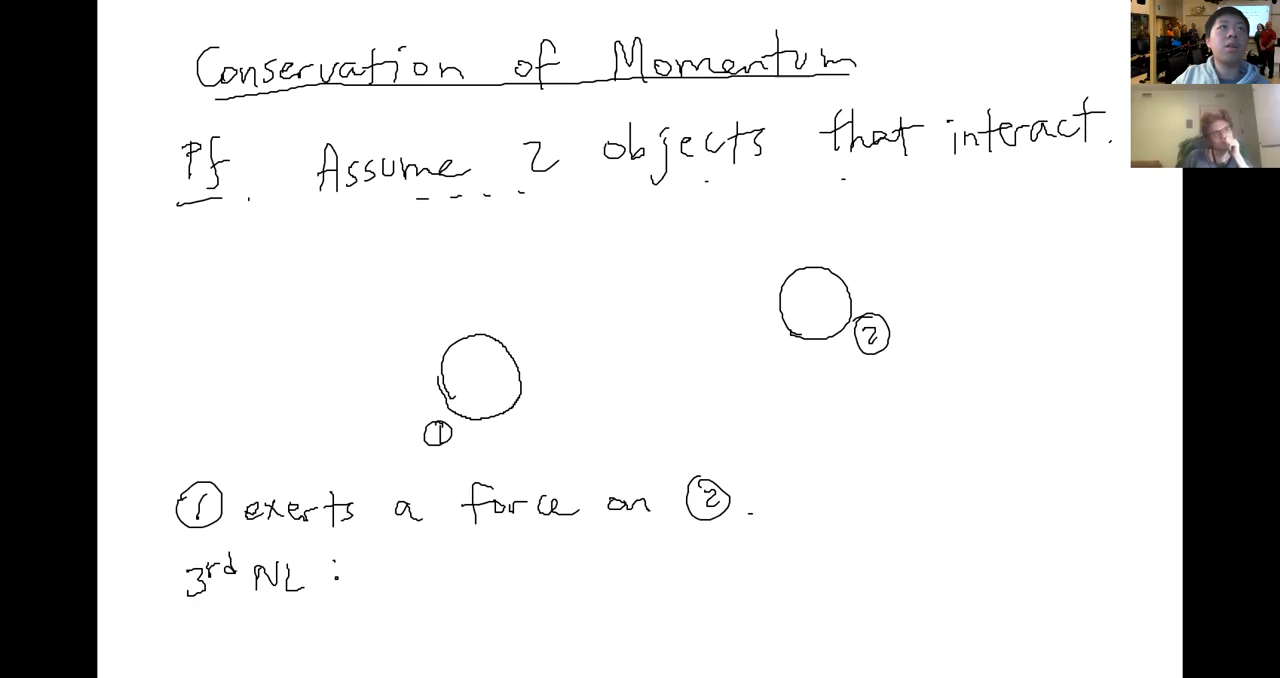 Conservation of Momentum
Pf. Assume 2 objects that interact.
②
①
① exerts a force on ②.
3rd NL :